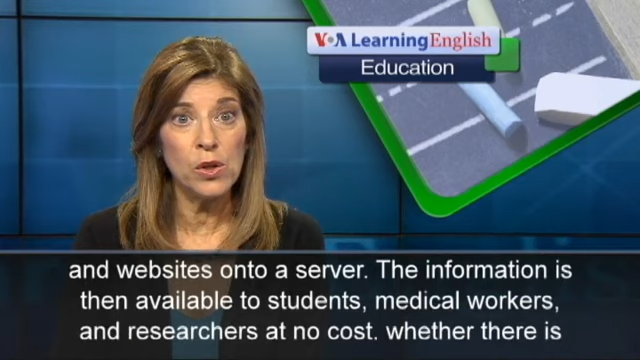 VOA Learning English
Education
and websites onto a server. The information is
then available to students, medical workers,
and researchers at no cost. whether there is